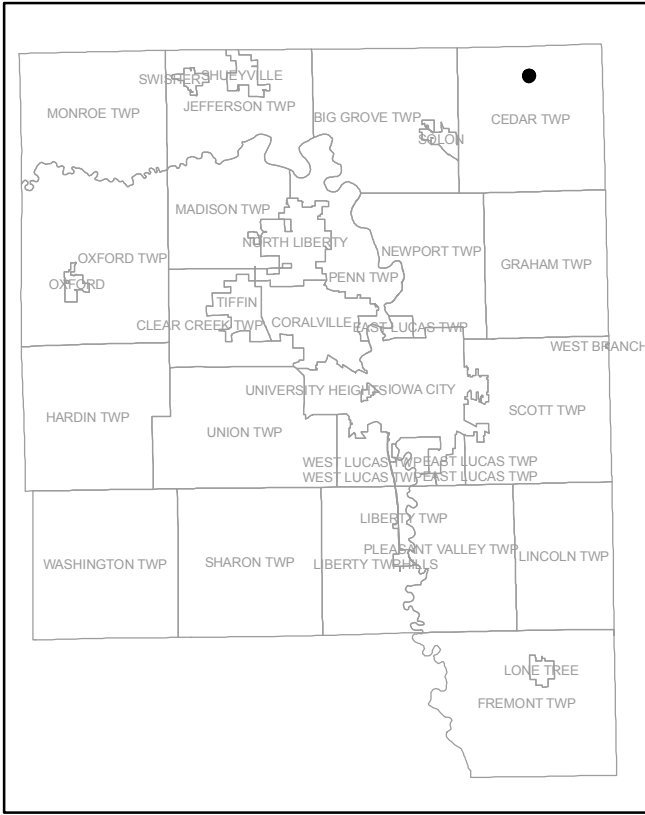 SWISHER
SHUEYVILLE
MONROE TWP
JEFFERSON TWP
BIG GROVE TWP
CEDAR TWP
SOLON
MADISON TWP
NORTH LIBERTY
NEWPORT TWP
OXFORD TWP
GRAHAM TWP
PENN TWP
OXFORD
TIFFIN
CLEAR CREEK TWP
CORALVILLE
EAST LUCAS TWP
WEST BRANCH
UNIVERSITY HEIGHTS
IOWA CITY
HARDIN TWP
SCOTT TWP
UNION TWP
WEST LUCAS TWP
EAST LUCAS TWP
WEST LUCAS TWP
EAST LUCAS TWP
LIBERTY TWP
PLEASANT VALLEY TWP
LINCOLN TWP
WASHINGTON TWP
SHARON TWP
LIBERTY TWP
HILLS
LONE TREE
FREMONT TWP